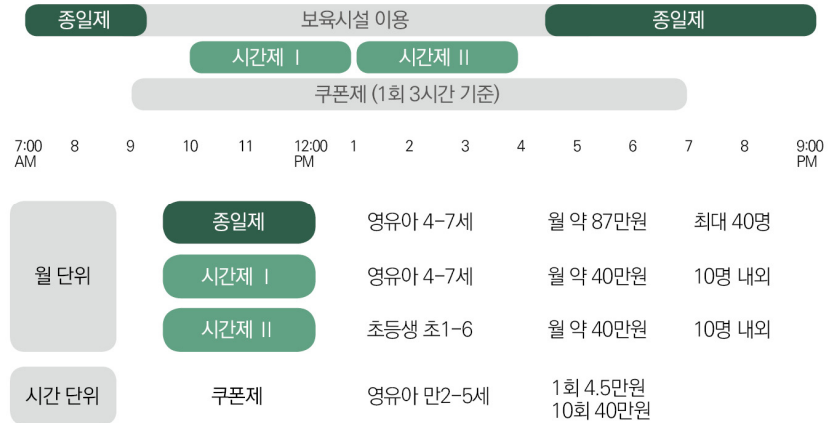 종일제 보육시설 이용 종일제
시간제 Ⅰ 시간제 Ⅱ
쿠폰제 (1회 3시간 기준)
7:00 8 9 10 11 12:00 1 2 3 4 5 6 7 8 9:00
AM PM PM
종일제 영유아 4-7세 월 약 87만원 최대 40명
월 단위 시간제 Ⅰ 영유아 4-7세 월 약 40만원 10명 내외
시간제 Ⅱ 초등생 초1-6 월 약 40만원 10명 내외
시간 단위 쿠폰제 영유아 만2-5세 1회 4.5만원
10회 40만원